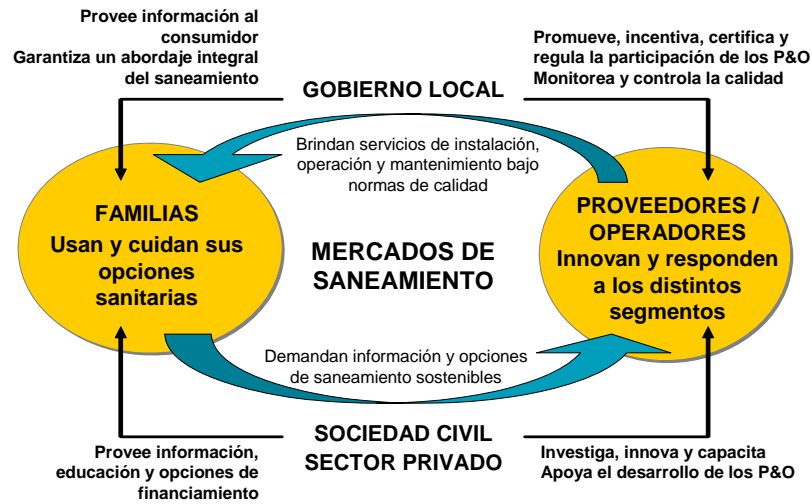 Provee información al
consumidor
Garantiza un abordaje integral
del saneamiento
Promueve, incentiva, certifica y
regula la participación de los P&O
Monitorea y controla la calidad
GOBIERNO LOCAL
Brindan servicios de instalación,
operación y mantenimiento bajo
normas de calidad
FAMILIAS
Usan y cuidan sus
opciones
sanitarias
MERCADOS DE
SANEAMIENTO
PROVEEDORES /
OPERADORES
Innovan y responden
a los distintos
segmentos
Demandan información y opciones
de saneamiento sostenibles
SOCIEDAD CIVIL
SECTOR PRIVADO
Provee información,
educación y opciones de
financiamiento
Investiga, innova y capacita
Apoya el desarrollo de los P&O